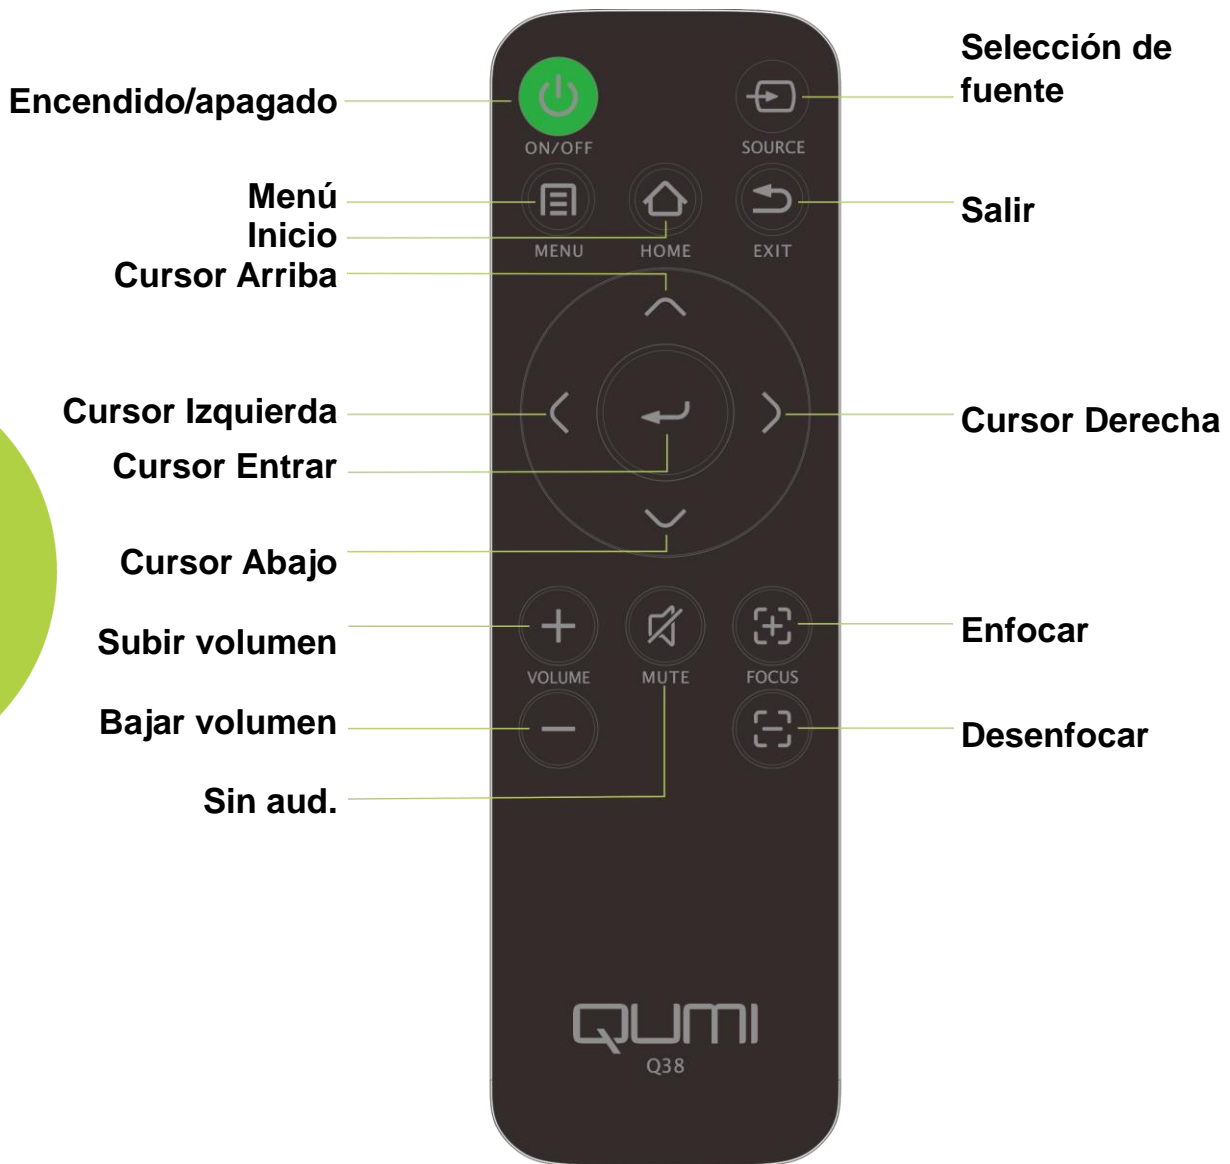 Encendido/apagado
Menú
Inicio
Cursor Arriba
Cursor Izquierda
Cursor Entrar
Cursor Abajo
Subir volumen
Bajar volumen
Sin aud.
ON/OFF
SOURCE
MENU
HOME
EXIT
VOLUME
MUTE
FOCUS
QUMI
Q38
Selección de
fuente
Salir
Cursor Derecha
Enfocar
Desenfocar